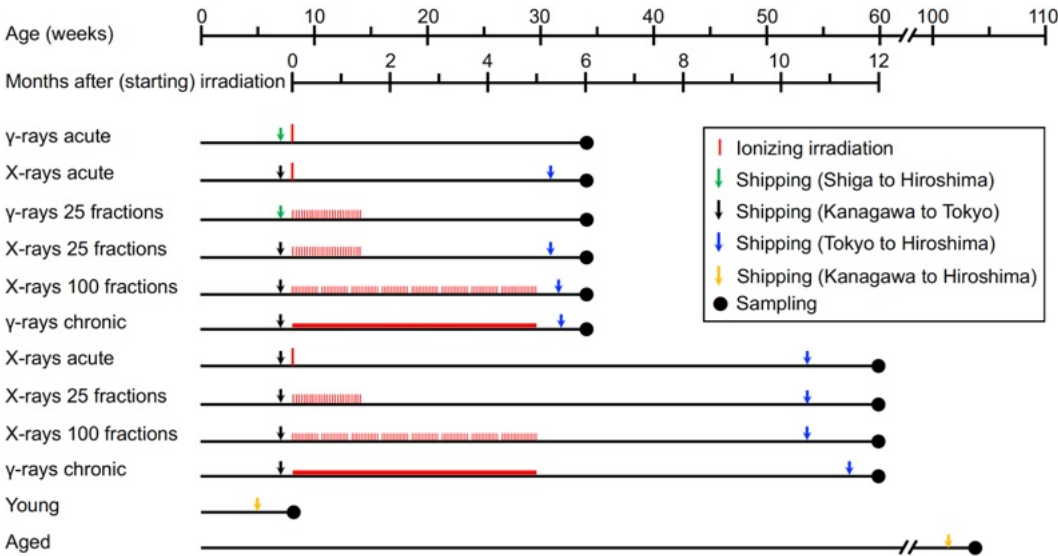 Age (weeks) 0 10 20 30 40 50 60 100 110
Months after (starting) irradiation 0 2 4 6 8 10 12
γ-rays acute
X-rays acute
γ-rays 25 fractions
X-rays 25 fractions
X-rays 100 fractions
γ-rays chronic
X-rays acute
X-rays 25 fractions
X-rays 100 fractions
γ-rays chronic
Young
Aged
Ionizing irradiation
Shipping (Shiga to Hiroshima)
Shipping (Kanagawa to Tokyo)
Shipping (Tokyo to Hiroshima)
Shipping (Kanagawa to Hiroshima)
Sampling